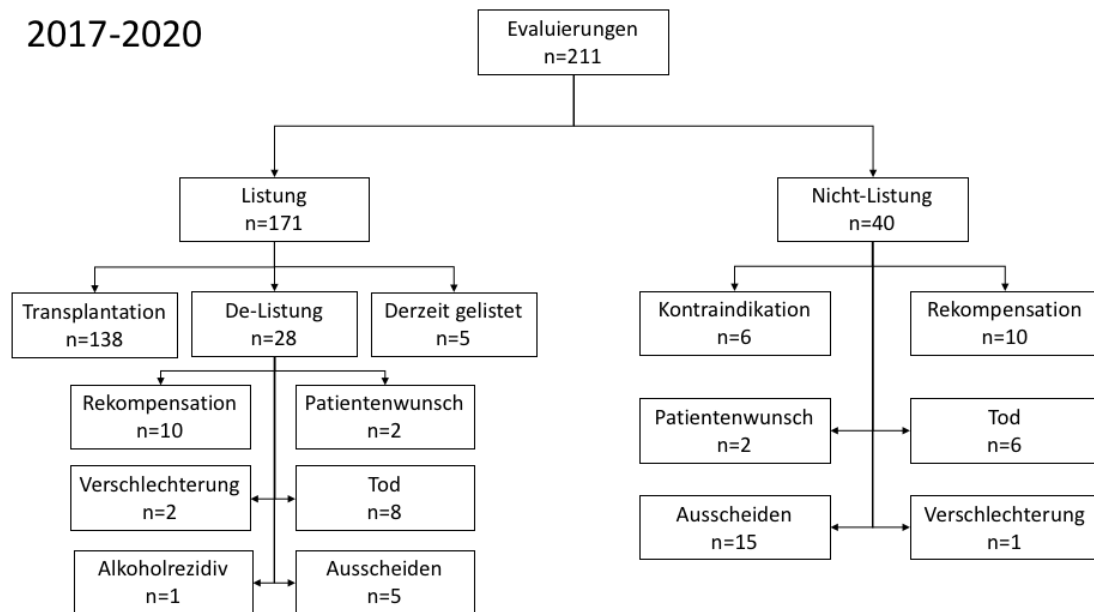 2017-2020
Evaluierungen
n=211
Listung
n=171
Nicht-Listung
n=40
Transplantation
n=138
De-Listung
n=28
Derzeit gelistet
n=5
Kontraindikation
n=6
Rekompensation
n=10
Rekompensation
n=10
Patientenwunsch
n=2
Patientenwunsch
n=2
Tod
n=6
Verschlechterung
n=2
Tod
n=8
Ausscheiden
n=15
Verschlechterung
n=1
Alkoholrezidiv
n=1
Ausscheiden
n=5